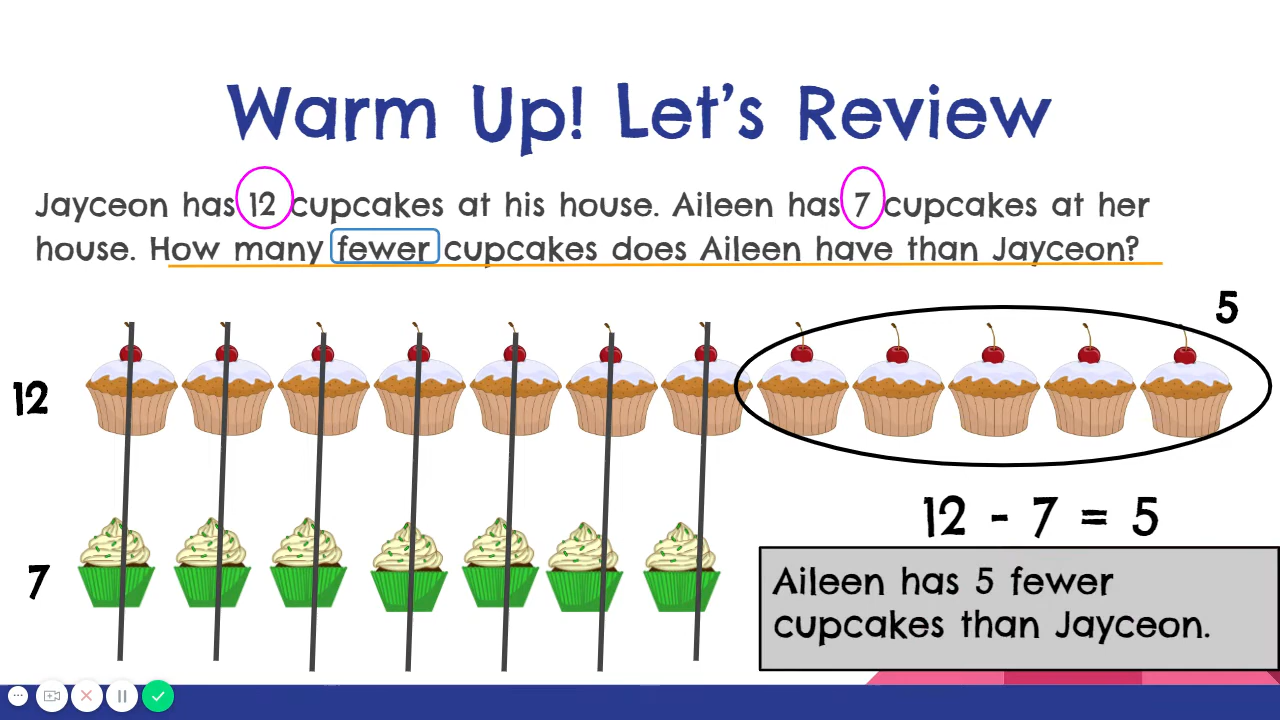 Warm Up! Let's Review
Jayceon has 12 cupcakes at his house. Aileen has 7 cupcakes at her
house. How many fewer cupcakes does Aileen have than Jayceon?
5
12
12 - 7 = 5
7
Aileen has 5 fewer
cupcakes than Jayceon.